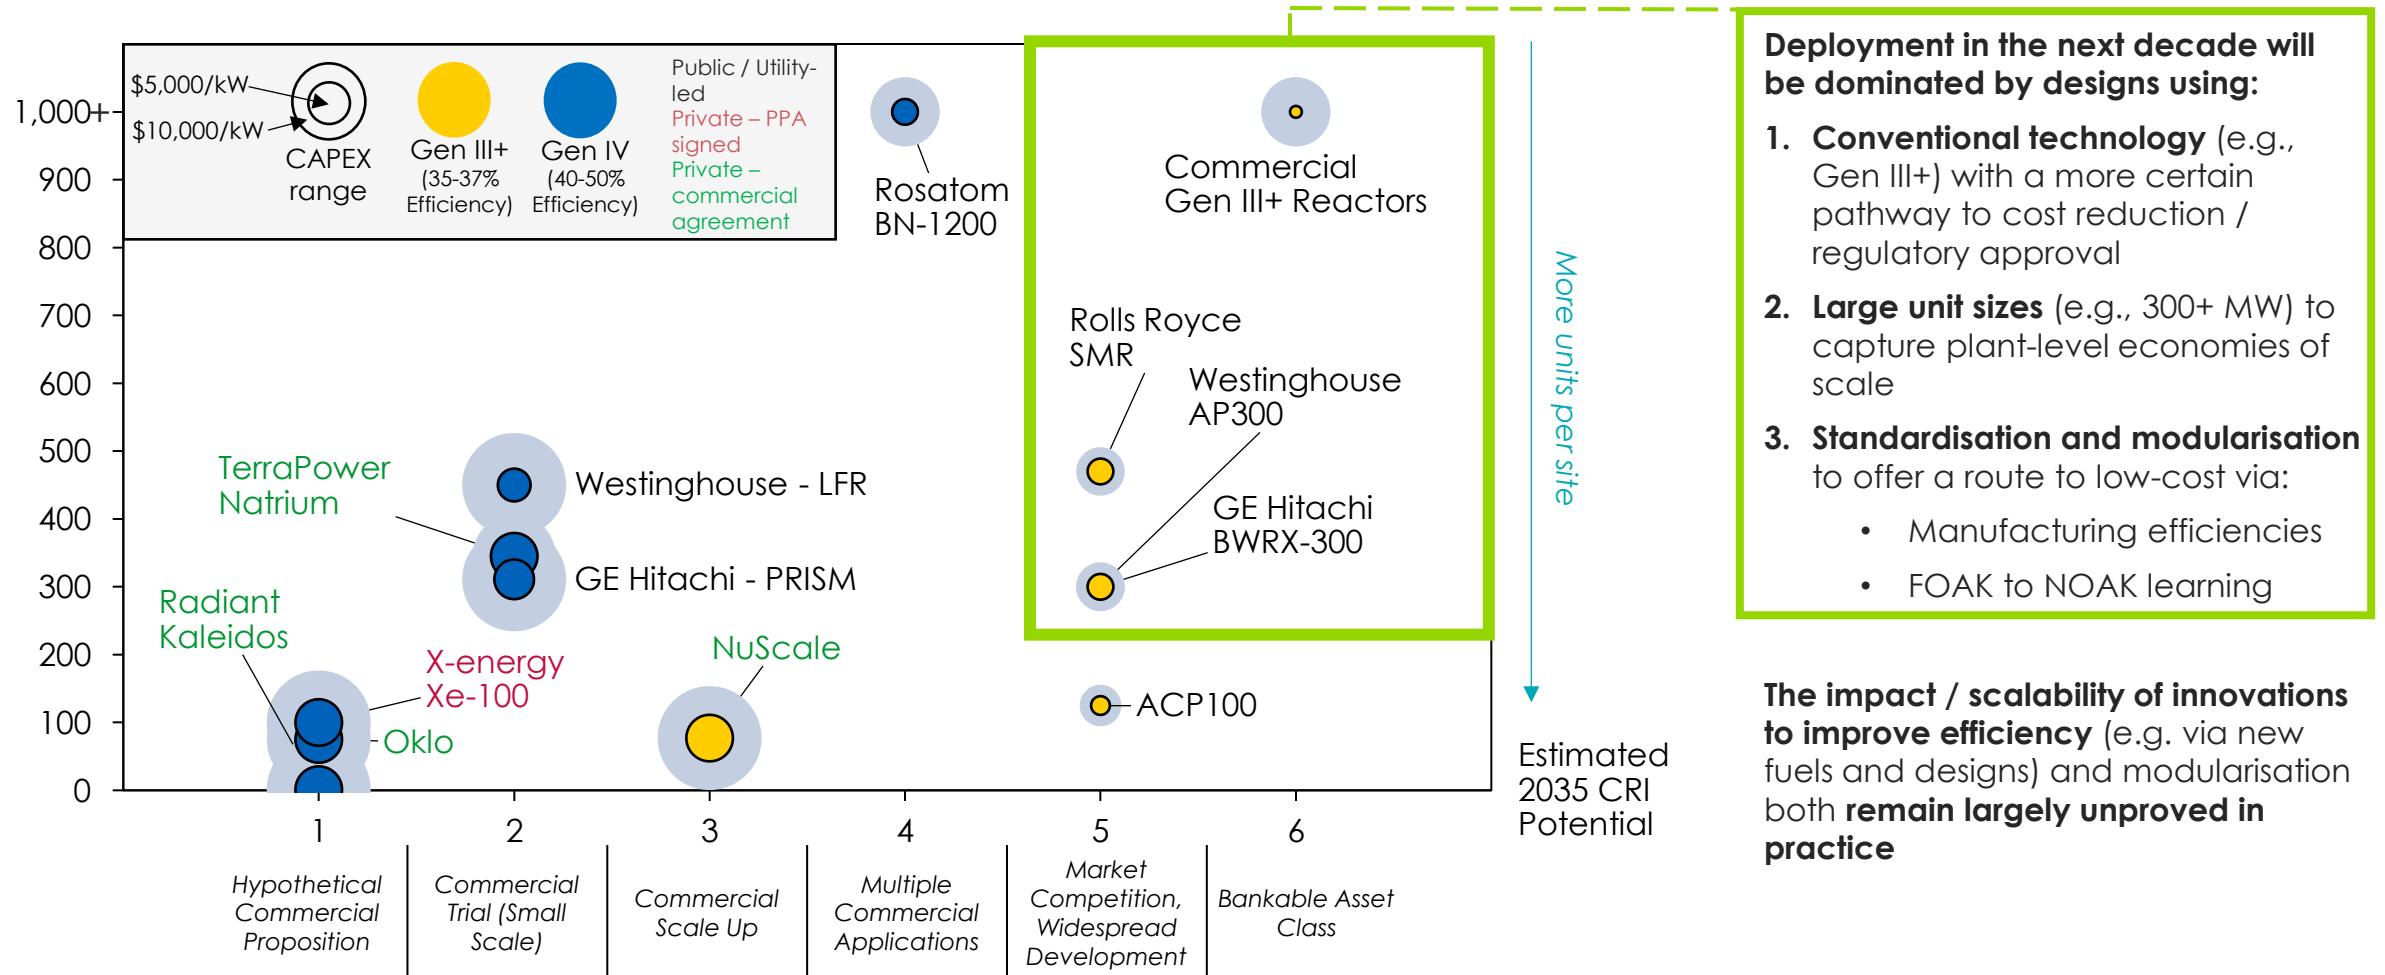 $5,000/kW
$10,000/kW
CAPEX
range
Gen III+
(35-37%
Efficiency)
Gen IV
(40-50%
Efficiency)
Public / Utility-
led
Private – PPA
signed
Private –
commercial
agreement
1,000+
900
800
700
600
500
400
300
200
100
0
Rosatom
BN-1200
Commercial
Gen III+ Reactors
Rolls Royce
SMR
Westinghouse
AP300
GE Hitachi
BWRX-300
TerraPower
Natrium
Westinghouse - LFR
GE Hitachi - PRISM
Radiant
Kaleidos
X-energy
Xe-100
Oklo
NuScale
ACP100
More units per site
Estimated
2035 CRI
Potential
1
2
3
4
5
6
Hypothetical
Commercial
Proposition
Commercial
Trial (Small
Scale)
Commercial
Scale Up
Multiple
Commercial
Applications
Market
Competition,
Widespread
Development
Bankable Asset
Class
Deployment in the next decade will
be dominated by designs using:
1. Conventional technology (e.g.,
Gen III+) with a more certain
pathway to cost reduction /
regulatory approval
2. Large unit sizes (e.g., 300+ MW) to
capture plant-level economies of
scale
3. Standardisation and modularisation
to offer a route to low-cost via:
• Manufacturing efficiencies
• FOAK to NOAK learning
The impact / scalability of innovations
to improve efficiency (e.g. via new
fuels and designs) and modularisation
both remain largely unproved in
practice